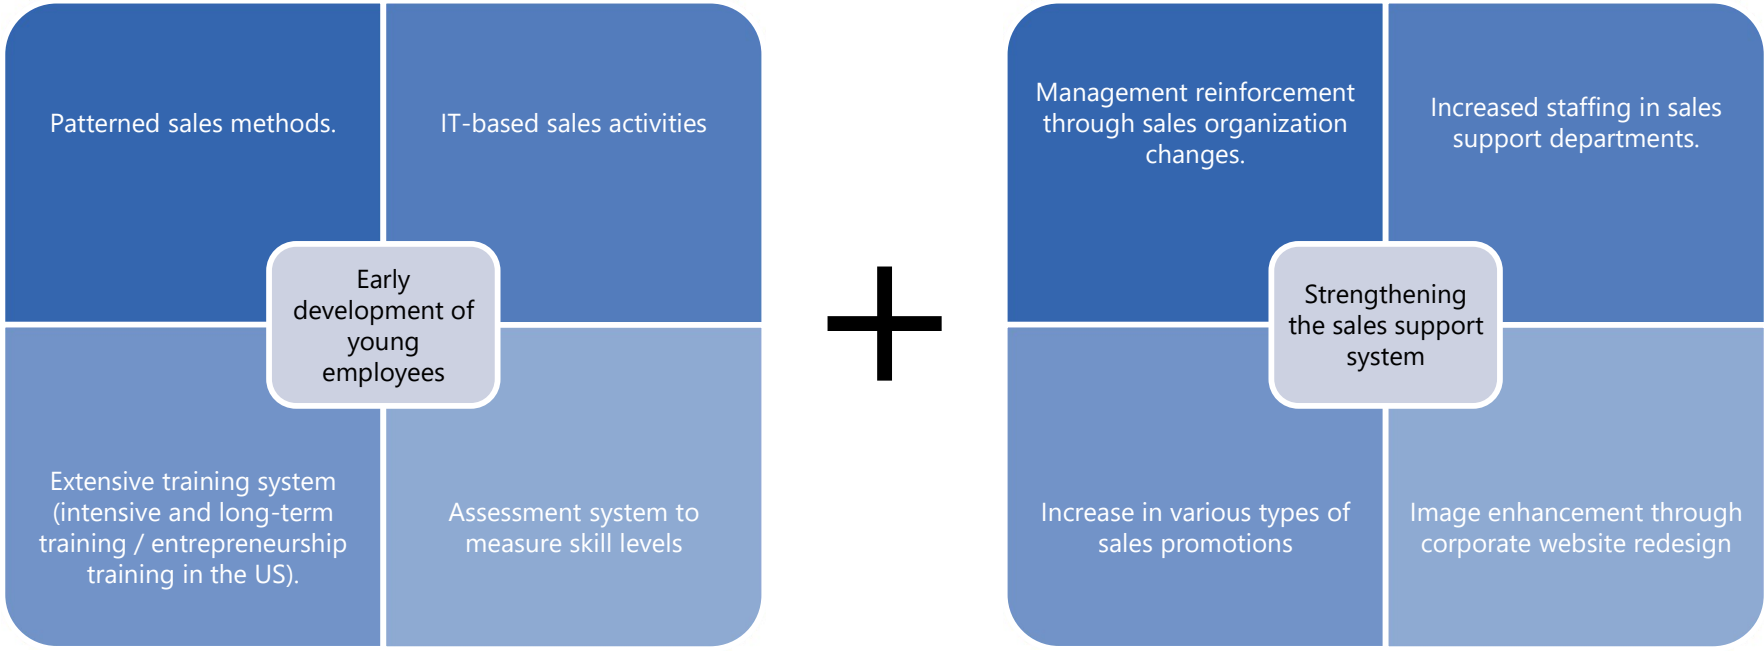 Patterned sales methods.
IT-based sales activities
Early
development of
young
employees
Extensive training system
(intensive and long-term
training / entrepreneurship
training in the US).
Assessment system to
measure skill levels
Management reinforcement
through sales organization
changes.
Increased staffing in sales
support departments.
Strengthening
the sales support
system
Increase in various types of
sales promotions
Image enhancement through
corporate website redesign